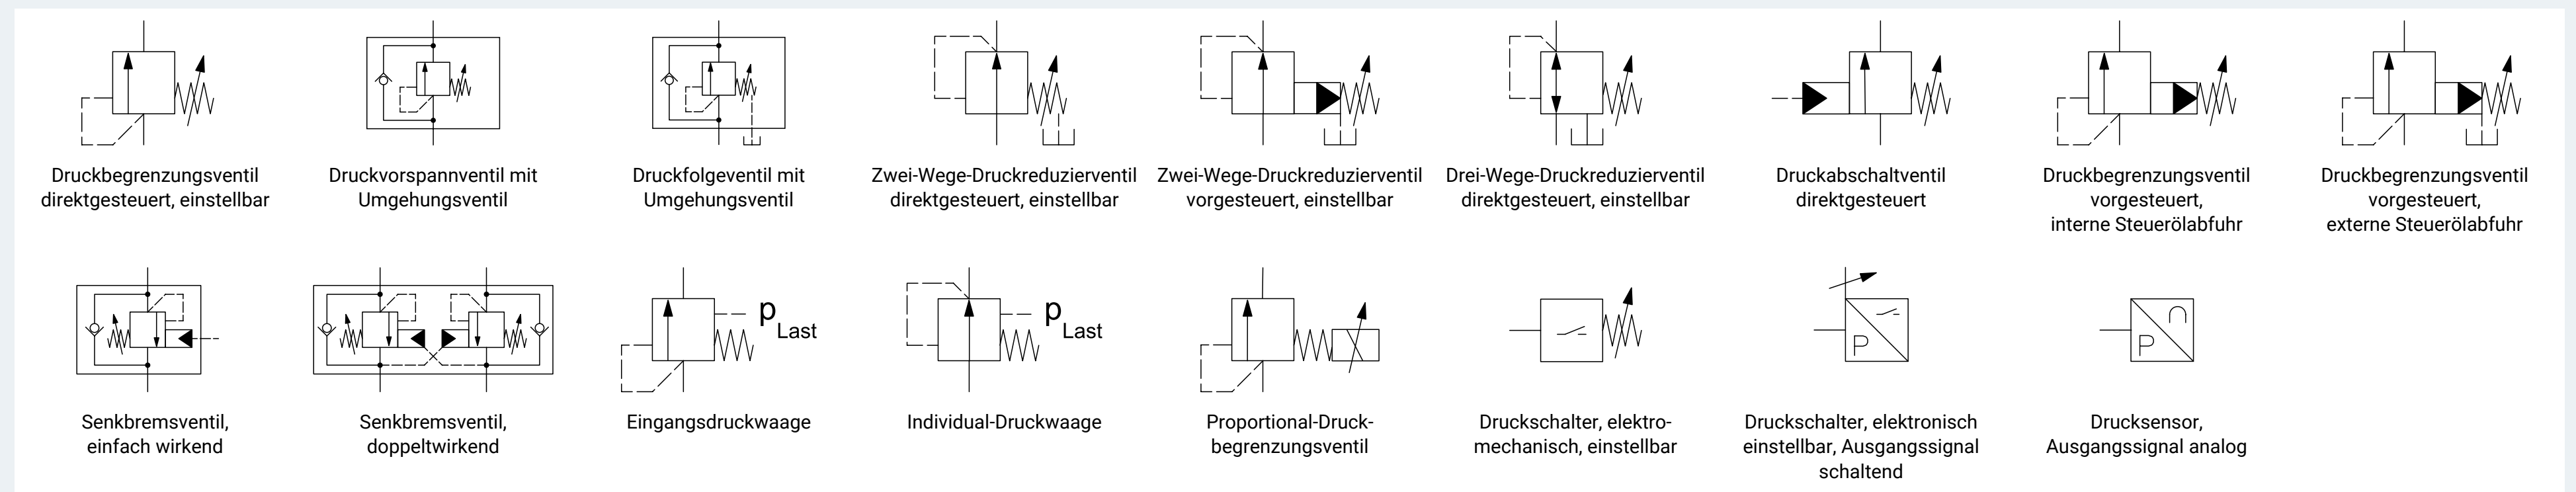 Druckbegrenzungsventil
direktgesteuert, einstellbar
Druckvorspannventil mit
Umgehungsventil
Druckfolgeventil mit
Umgehungsventil
Zwei-Wege-Druckreduzierventil
direktgesteuert, einstellbar
Zwei-Wege-Druckreduzierventil
vorgesteuert, einstellbar
Drei-Wege-Druckreduzierventil
direktgesteuert, einstellbar
Druckabschaltventil
direktgesteuert
Druckbegrenzungsventil
vorgesteuert,
interne Steuerölabfuhr
Druckbegrenzungsventil
vorgesteuert,
externe Steuerölabfuhr
Senkbremsventil,
einfach wirkend
Senkbremsventil,
doppeltwirkend
p Last
Eingangsdruckwaage
p Last
Individual-Druckwaage
Proportional-Druck-
begrenzungsventil
Druckschalter, elektro-
mechanisch, einstellbar
P
Druckschalter, elektronisch
einstellbar, Ausgangssignal
schaltend
P
Drucksensor,
Ausgangssignal analog